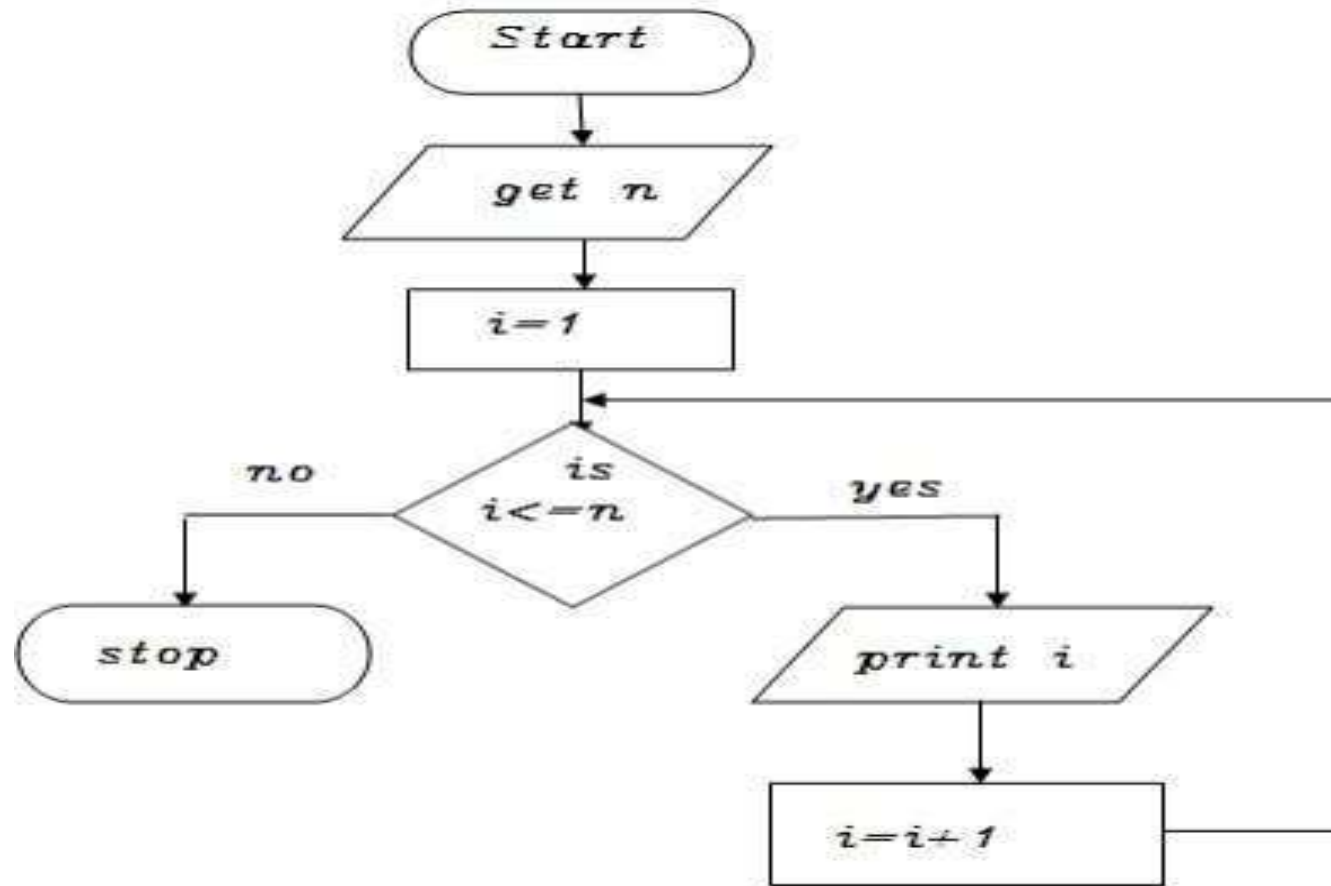 Start
get n
i=1
is
i<=n
no
yes
stop
print i
i=i+1